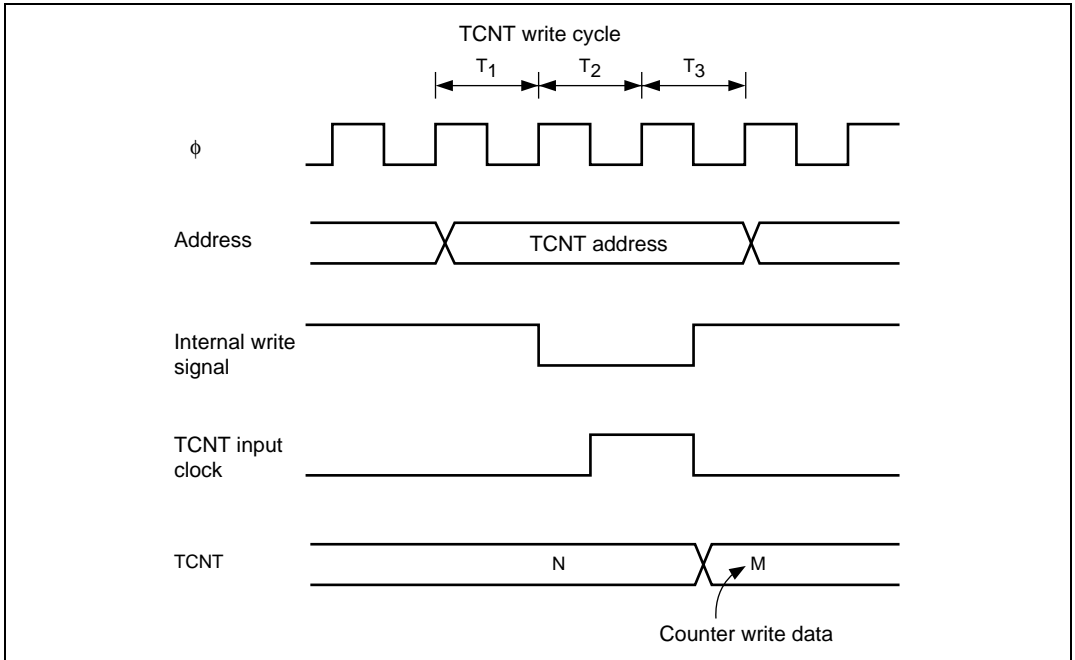 TCNT write cycle
T1 T2 T3
ϕ
Address
TCNT address
Internal write
signal
TCNT input
clock
TCNT
N
M
Counter write data